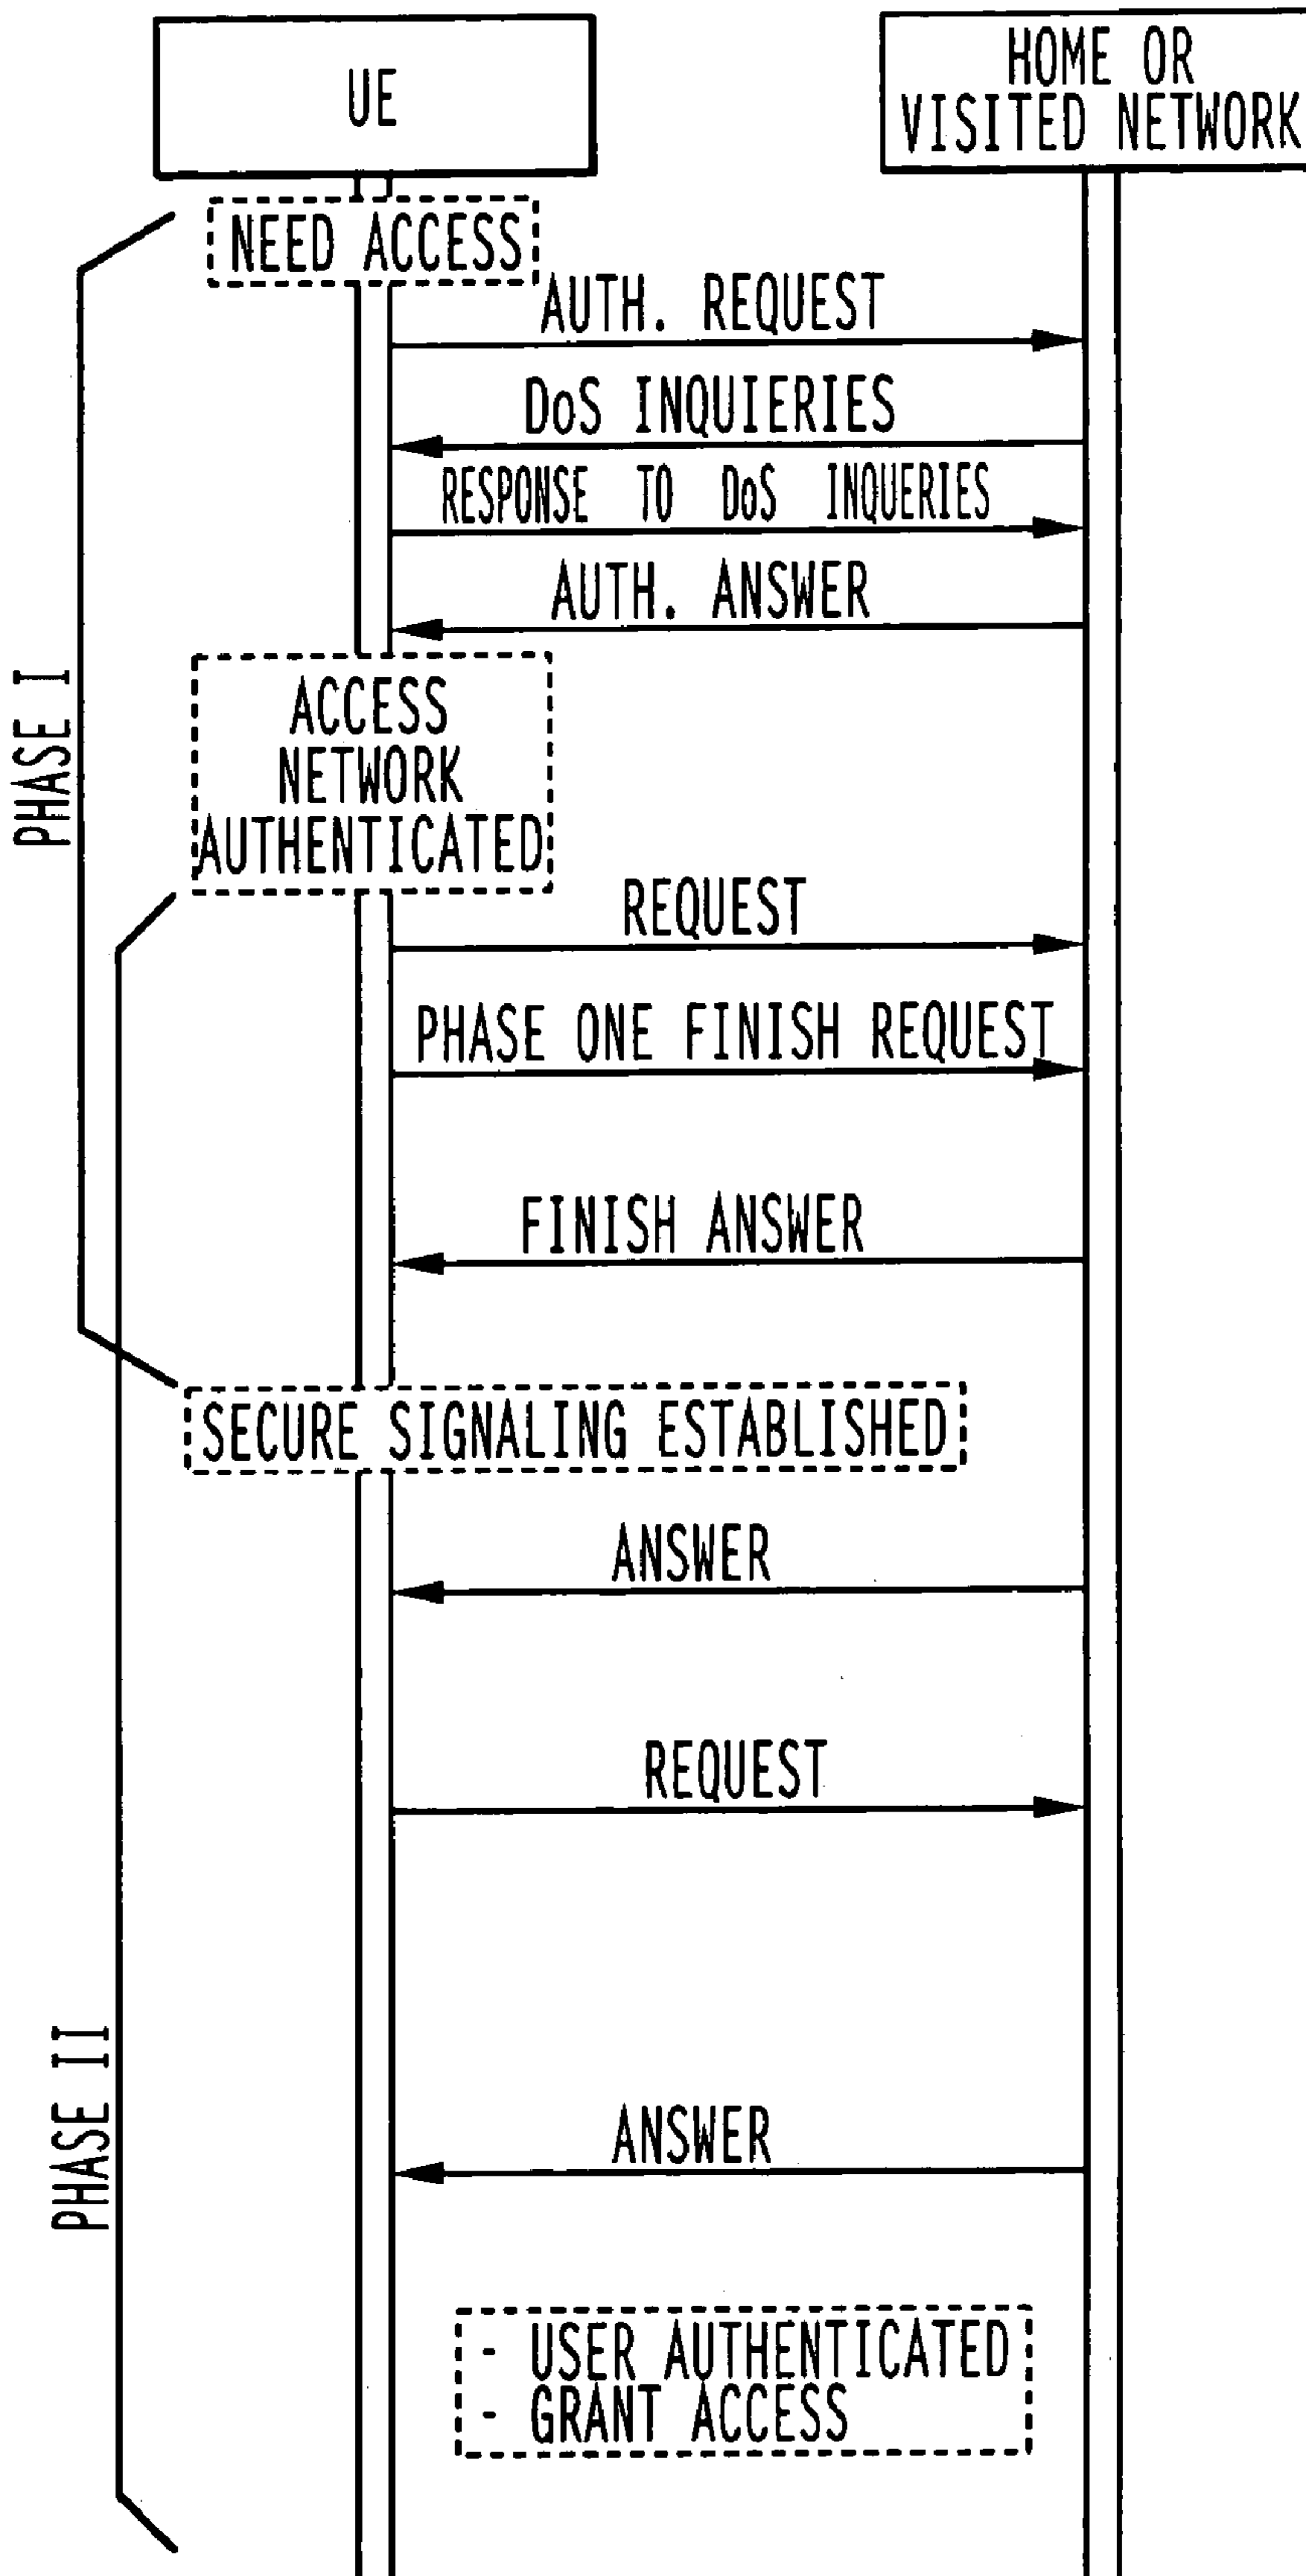 UE
HOME OR
VISITED NETWORK
NEED ACCESS
AUTH. REQUEST
DoS INQUIERIES
RESPONSE TO DoS INQUERIES
AUTH. ANSWER
PHASE I
ACCESS
NETWORK
AUTHENTICATED
REQUEST
PHASE ONE FINISH REQUEST
FINISH ANSWER
SECURE SIGNALING ESTABLISHED
ANSWER
REQUEST
PHASE II
ANSWER
- USER AUTHENTICATED
- GRANT ACCESS